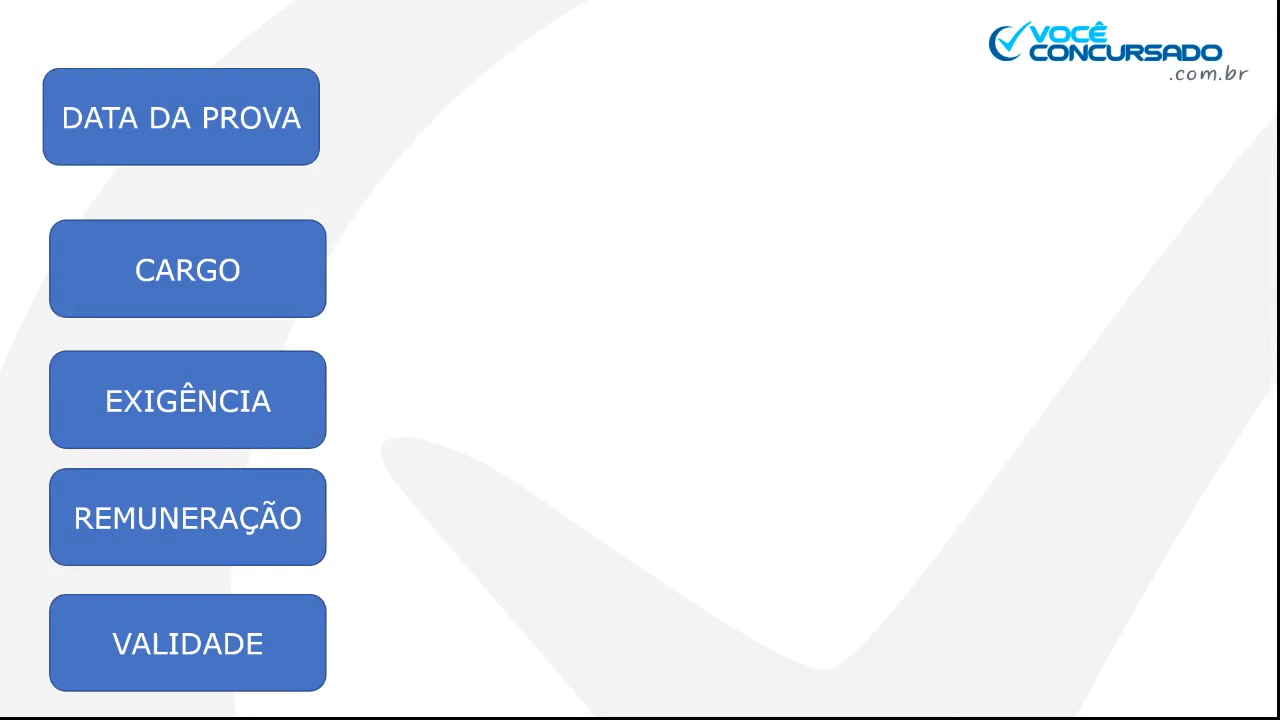 VOCÊ
CONCURSADO
.com.br
DATA DA PROVA
CARGO
EXIGÊNCIA
REMUNERAÇÃO
VALIDADE